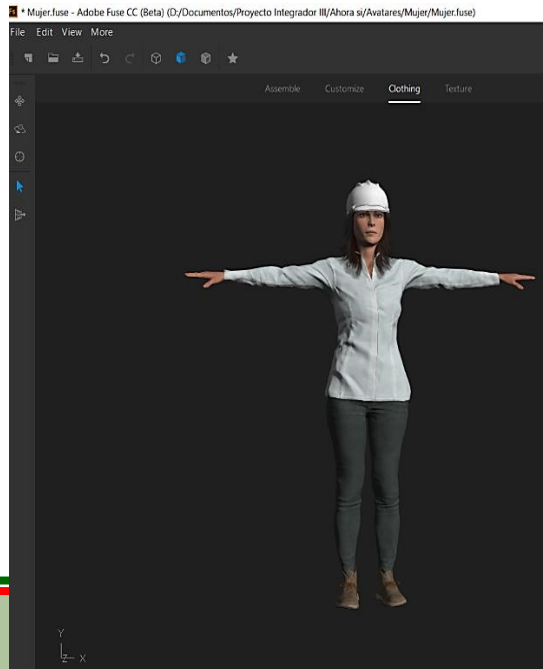 * Mujer.fuse - Adobe Fuse CC (Beta) (D:/Documentos/Proyecto Integrador III/Ahora si/Avatares/Mujer/Mujer.fuse)
File Edit View More
Assemble Customize Clothing Texture
Y
Z X